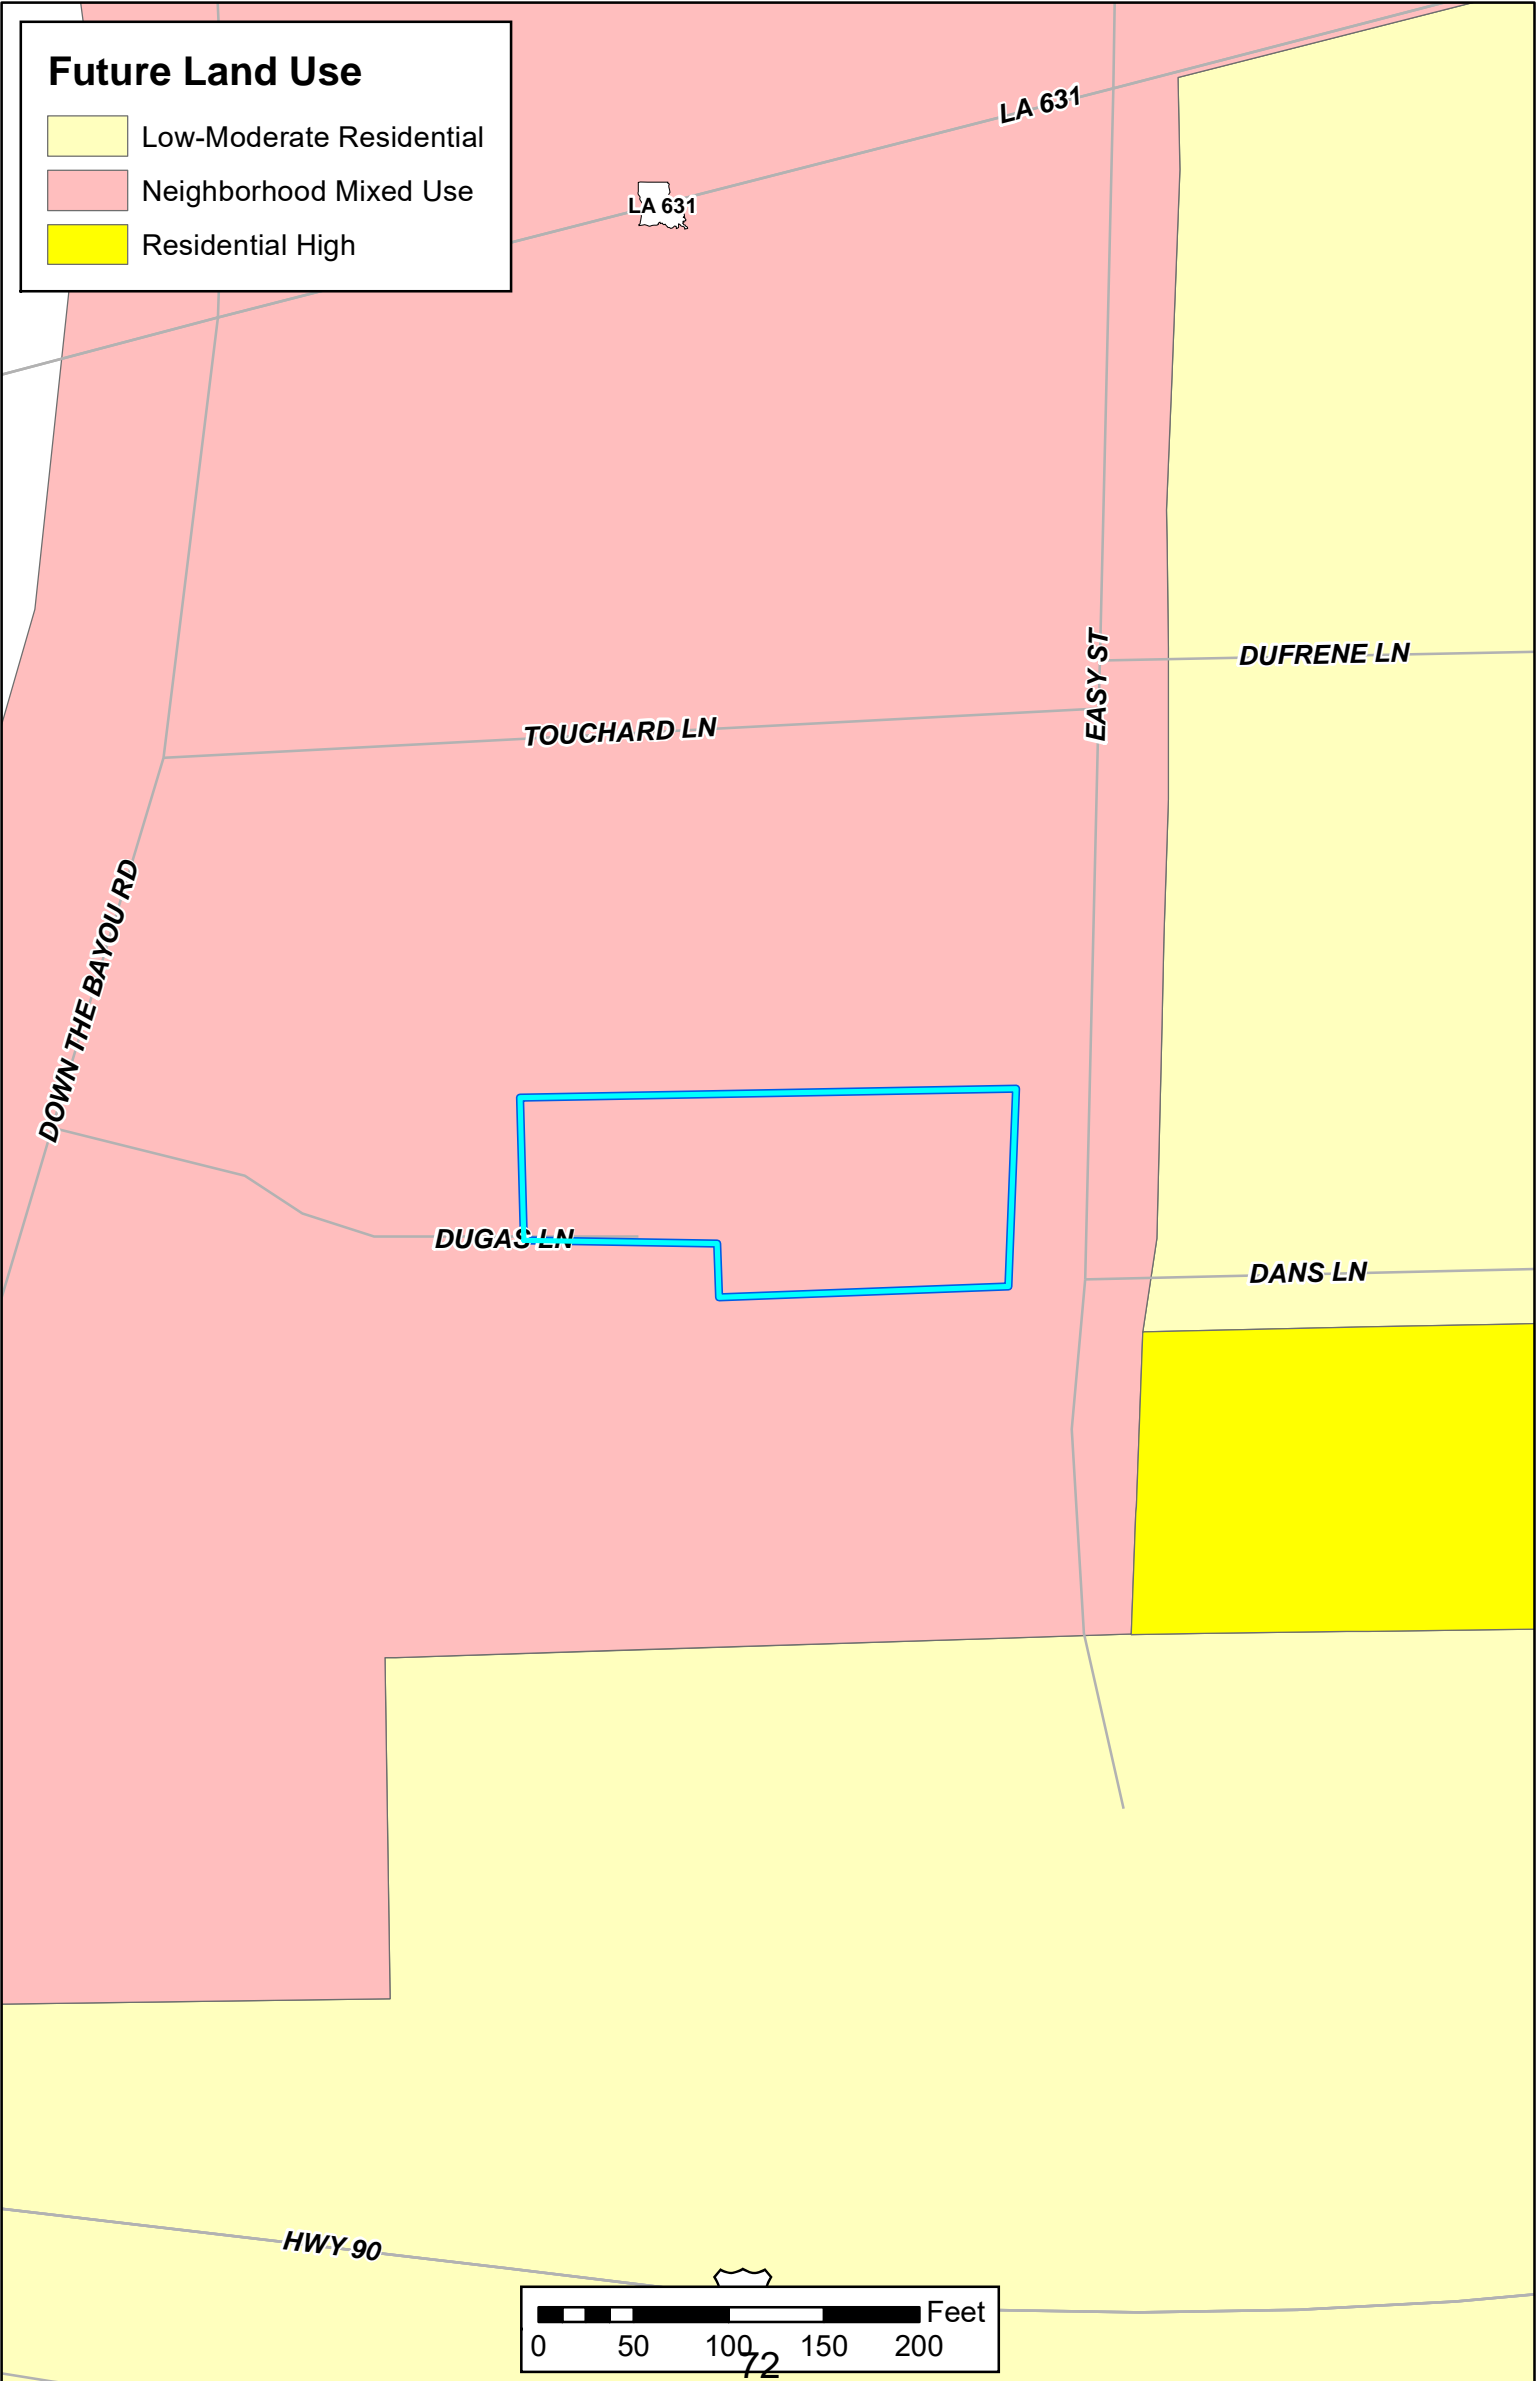 Future Land Use
Low-Moderate Residential
Neighborhood Mixed Use
Residential High
LA 631
LA 631
EASY ST
DUFRENE LN
TOUCHARD LN
DOWN THE BAYOU RD
DUGAS LN
DANS LN
HWY 90
Feet
0 50 100 150 200
72